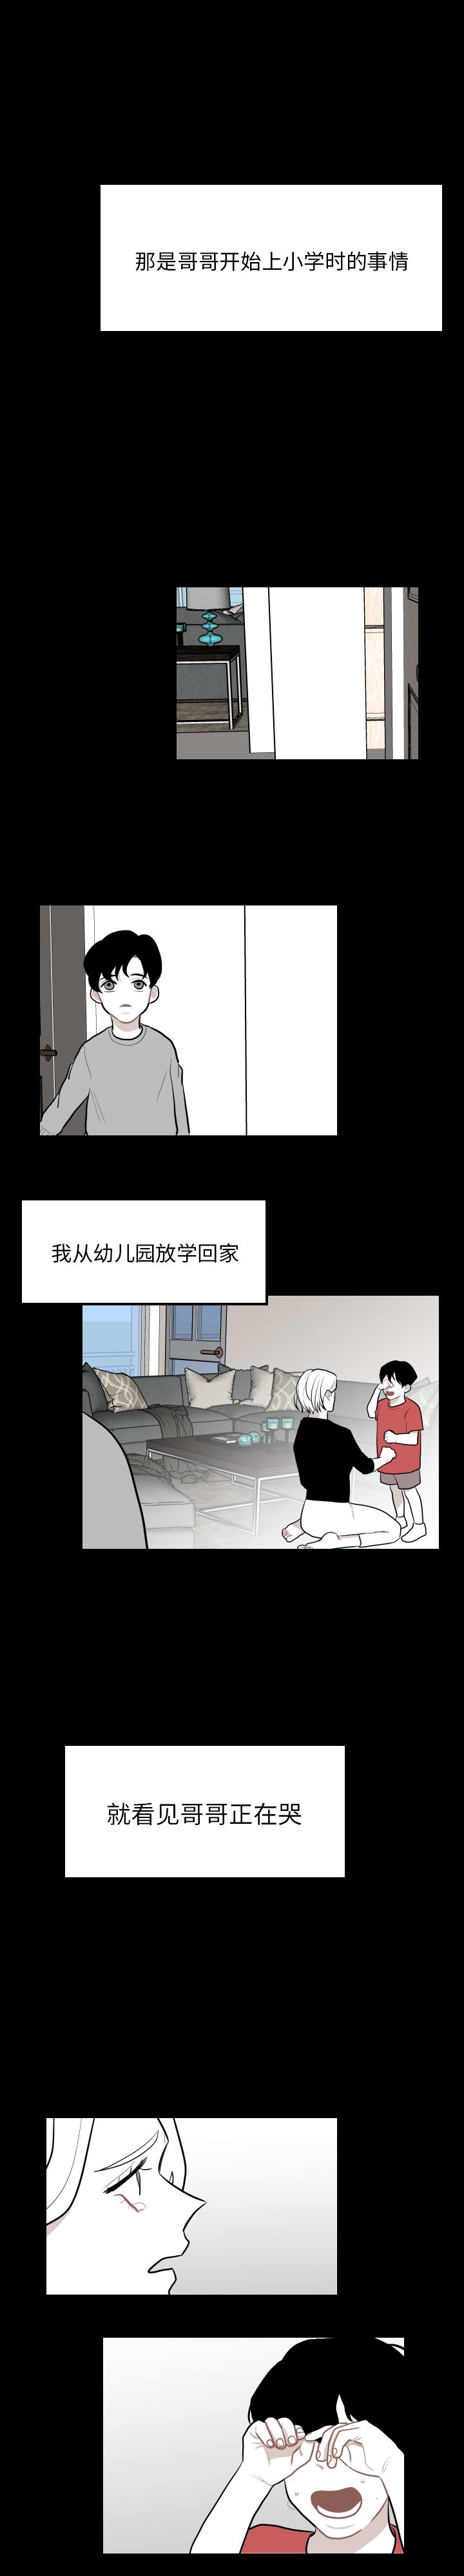 那是哥哥开始上小学时的事情
我从幼儿园放学回家
就看见哥哥正在哭